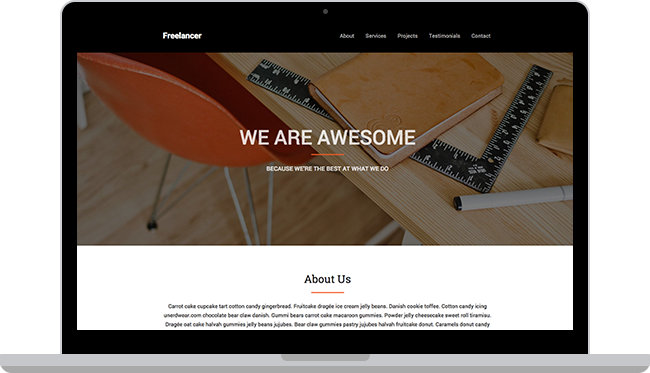 Freelancer
About Services Projects Testimonials Contact
WE ARE AWESOME
BECAUSE WE'RE THE BEST AT WHAT WE DO
About Us
Carrot cake cupcake tart cotton candy gingerbread. Fruitcake dragée ice cream jelly beans. Danish cookie toffee. Cotton candy icing
unerdwear.com chocolate bear claw danish. Gummi bears carrot cake macaroon gummies. Powder jelly cheesecake sweet roll tiramisu.
Dragée oat cake halvah gummies jelly beans jujubes. Bear claw gummies pastry jujubes halvah fruitcake donut. Caramels donut candy